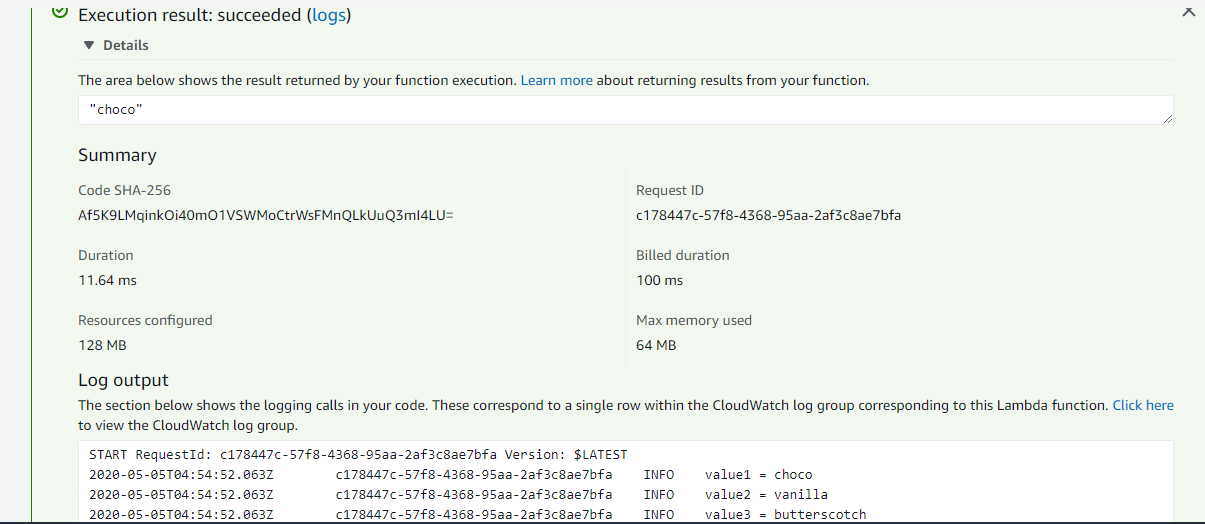 Execution result: succeeded (logs)
Details
The area below shows the result returned by your function execution. Learn more about returning results from your function.
"choco"
Summary
Code SHA-256
Af5K9LMqinkOi40mO1VSWMoCtrWsFMnQLkUuQ3mI4LU=
Request ID
c178447c-57f8-4368-95aa-2af3c8ae7bfa
Duration
11.64 ms
Billed duration
100 ms
Resources configured
128 MB
Max memory used
64 MB
Log output
The section below shows the logging calls in your code. These correspond to a single row within the CloudWatch log group corresponding to this Lambda function. Click here
to view the CloudWatch log group.
START RequestId: c178447c-57f8-4368-95aa-2af3c8ae7bfa Version: $LATEST
2020-05-05T04:54:52.063Z c178447c-57f8-4368-95aa-2af3c8ae7bfa INFO value1 = choco
2020-05-05T04:54:52.063Z c178447c-57f8-4368-95aa-2af3c8ae7bfa INFO value2 = vanilla
2020-05-05T04:54:52.063Z c178447c-57f8-4368-95aa-2af3c8ae7bfa INFO value3 = butterscotch